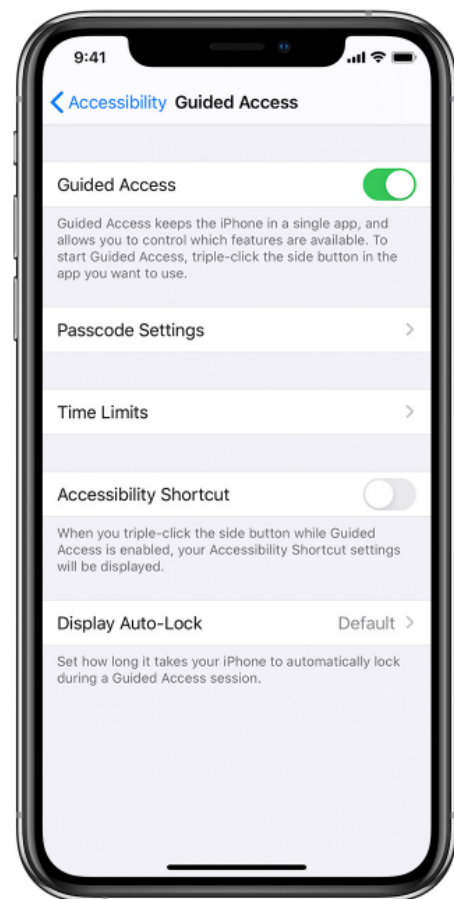 9:41
Accessibility Guided Access
Guided Access
Guided Access keeps the iPhone in a single app, and
allows you to control which features are available. To
start Guided Access, triple-click the side button in the
app you want to use.
Passcode Settings
Time Limits
Accessibility Shortcut
When you triple-click the side button while Guided
Access is enabled, your Accessibility Shortcut settings
will be displayed.
Display Auto-Lock Default
Set how long it takes your iPhone to automatically lock
during a Guided Access session.